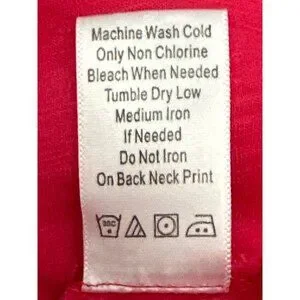 Machine Wash Cold
Only Non Chlorine
Bleach When Needed
Tumble Dry Low
Medium Iron
If Needed
Do Not Iron
On Back Neck Print